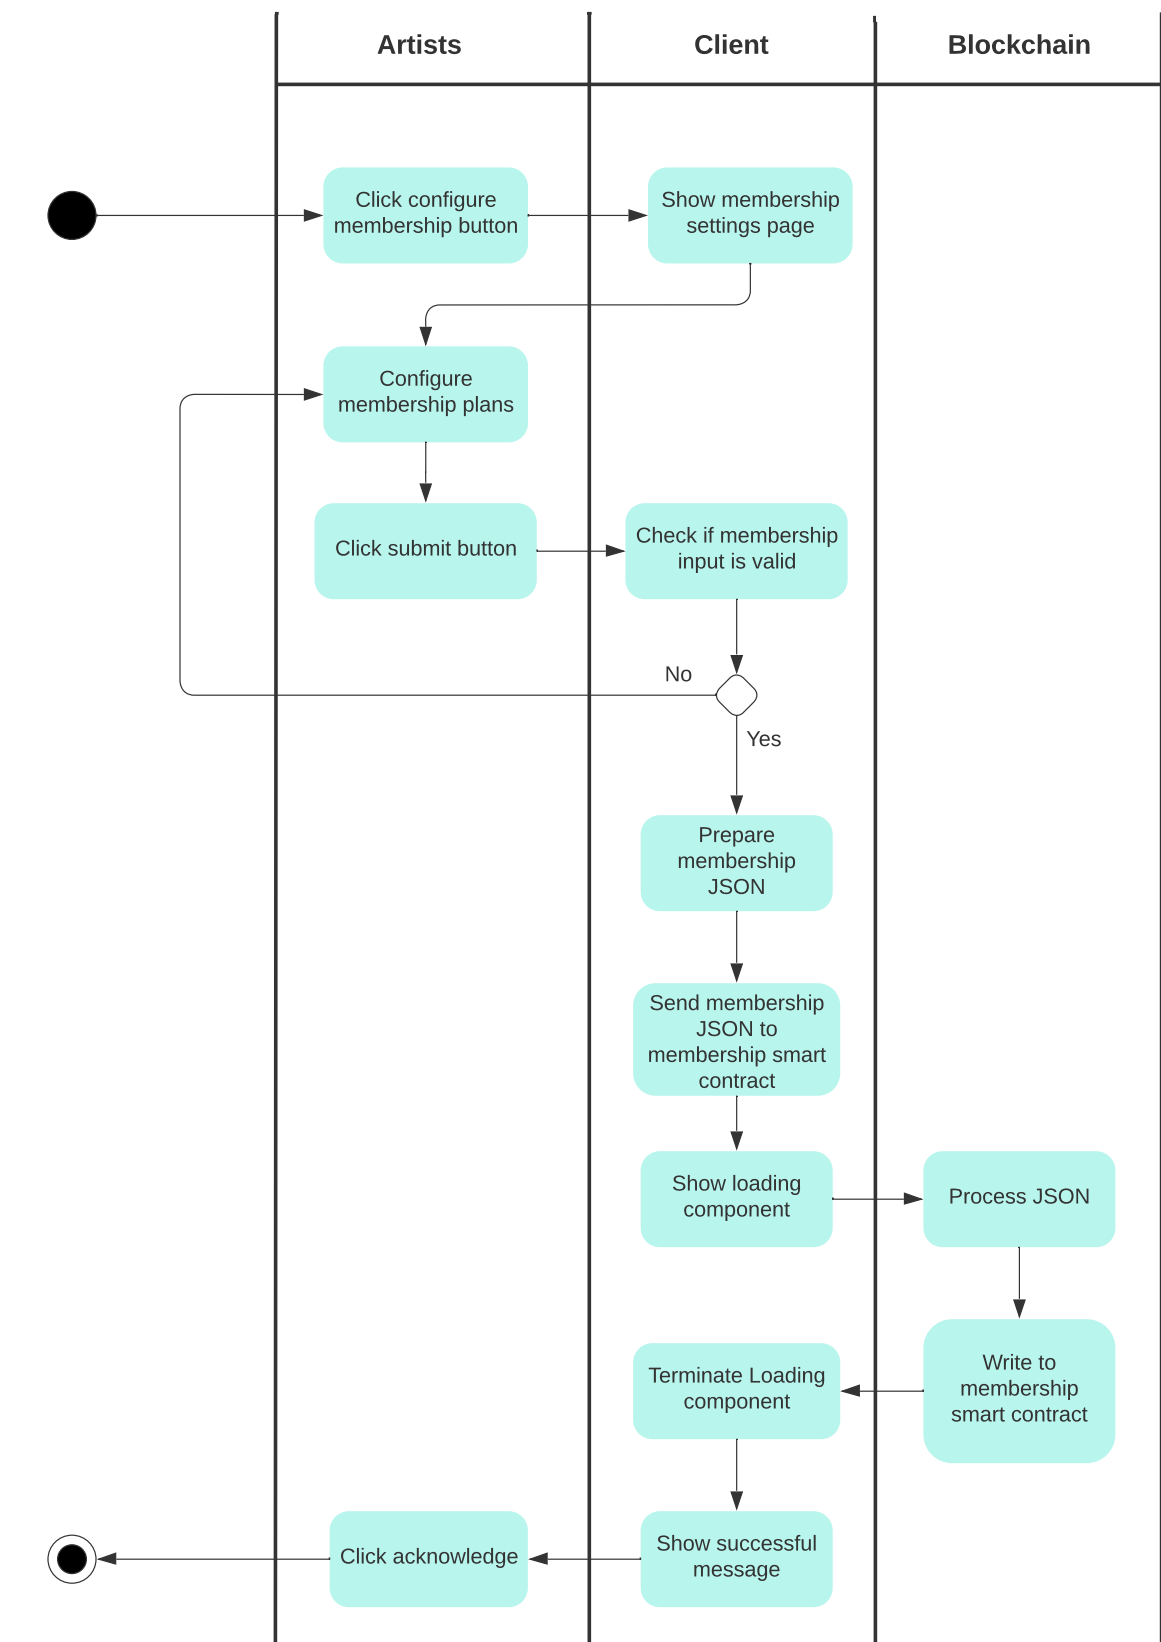 Artists
Client
Blockchain
Click configure
membership button
Show membership
settings page
Configure
membership plans
Click submit button
Check if membership
input is valid
No
Yes
Prepare
membership
JSON
Send membership
JSON to
membership smart
contract
Show loading
component
Process JSON
Write to
membership
smart contract
Terminate Loading
component
Show successful
message
Click acknowledge